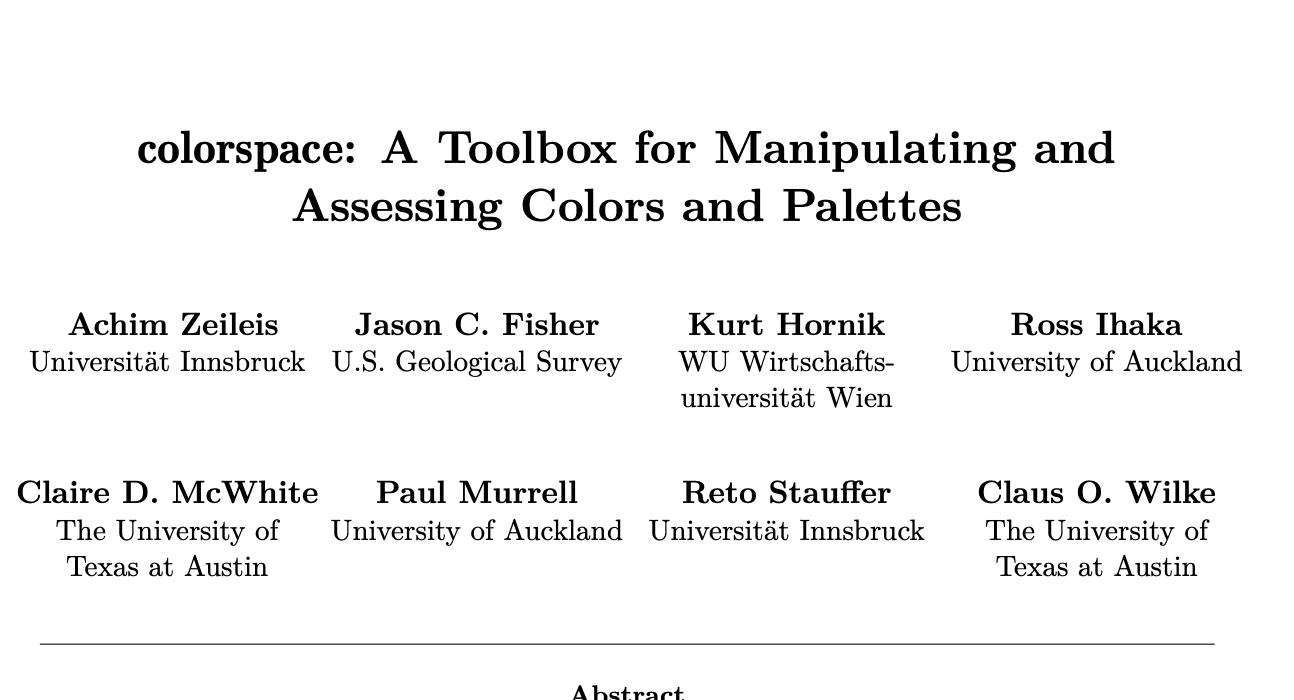 colorspace: A Toolbox for Manipulating and
Assessing Colors and Palettes
Achim Zeileis
Universität Innsbruck
Jason C. Fisher
U.S. Geological Survey
Kurt Hornik
WU Wirtschafts-
universität Wien
Ross Ihaka
University of Auckland
Claire D. McWhite
The University of
Texas at Austin
Paul Murrell
University of Auckland
Reto Stauffer
Universität Innsbruck
Claus O. Wilke
The University of
Texas at Austin
Abstract